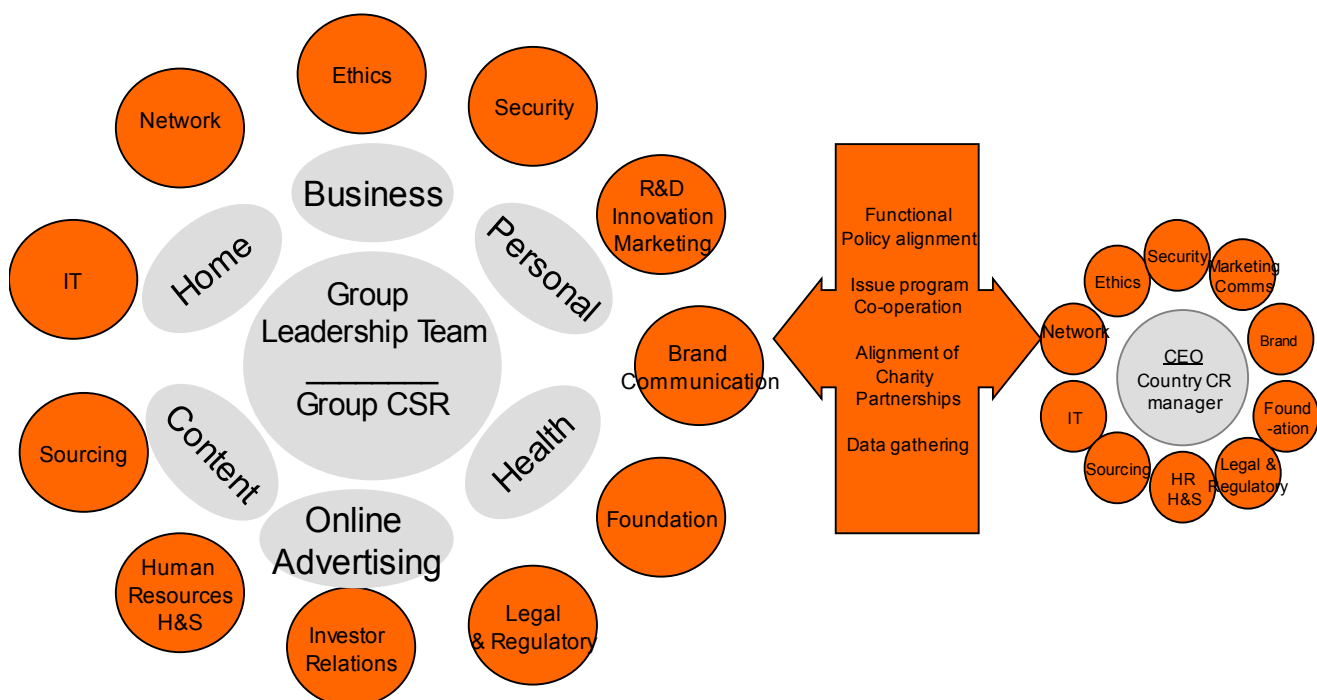 Ethics
Security
Network
Business
R&D
Innovation
Marketing
Personal
Home
IT
Group
Leadership Team
Group CSR
Brand
Communication
Sourcing
Content
Health
Foundation
Online
Advertising
Human
Resources
H&S
Investor
Relations
Legal
& Regulatory
Functional
Policy alignment
Issue program
Co-operation
Alignment of
Charity
Partnerships
Data gathering
Security
Marketing
Comms
Ethics
Network
Brand
CEO
Country CR
manager
IT
Found
-ation
Sourcing
HR
H&S
Legal &
Regulatory